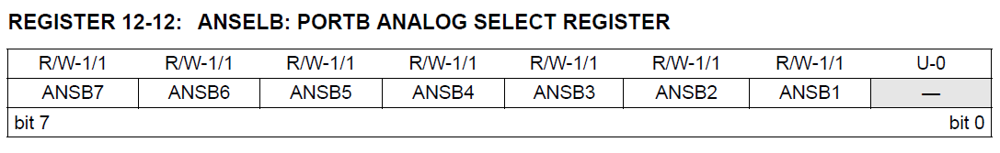 REGISTER 12-12: ANSELB: PORTB ANALOG SELECT REGISTER
R/W-1/1 R/W-1/1 R/W-1/1 R/W-1/1 R/W-1/1 R/W-1/1 R/W-1/1 U-0
ANSB7 ANSB6 ANSB5 ANSB4 ANSB3 ANSB2 ANSB1 —
bit 7 bit 0